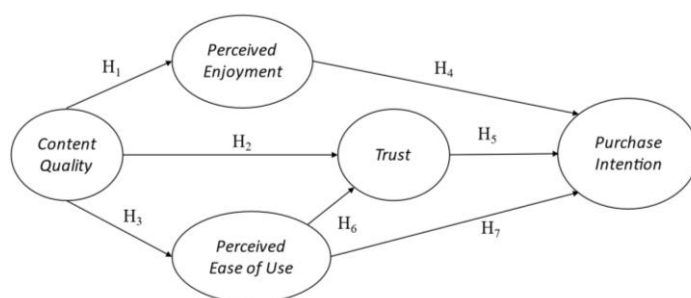 Perceived
Enjoyment
H₁
H₄
Content
Quality
H₂
Trust
H₅
Purchase
Intention
H₃
H₆
Perceived
Ease of Use
H₇